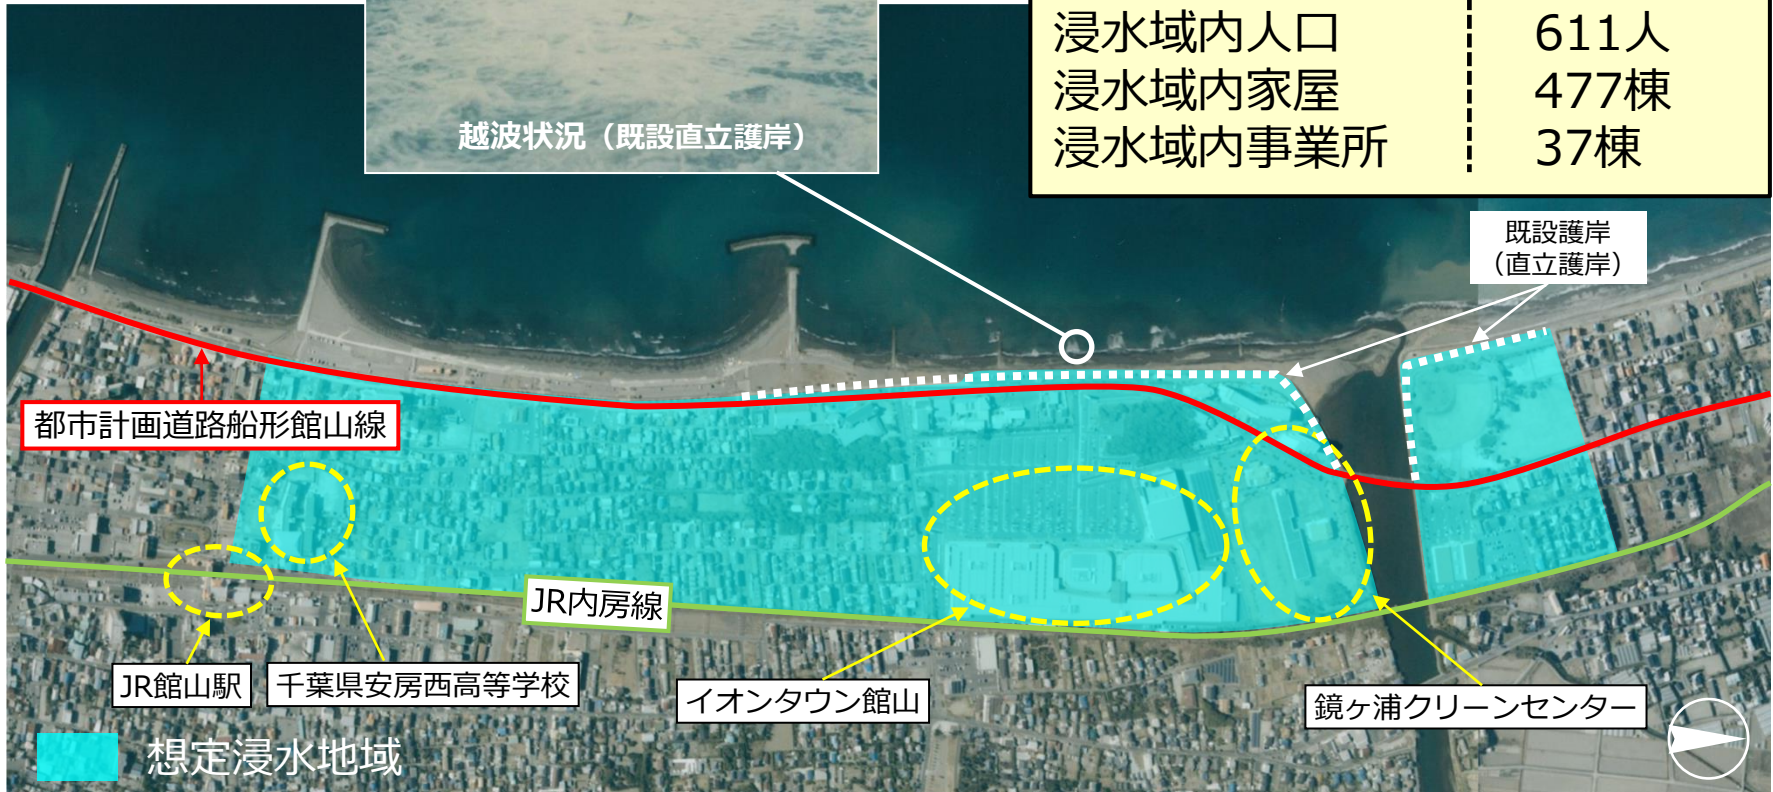 浸水域内人口 611人
浸水域内家屋 477棟
浸水域内事業所 37棟
越波状況（既設直立護岸）
既設護岸
（直立護岸）
都市計画道路船形館山線
JR内房線
JR館山駅
千葉県安房西高等学校
イオンタウン館山
鏡ヶ浦クリーンセンター
想定浸水地域